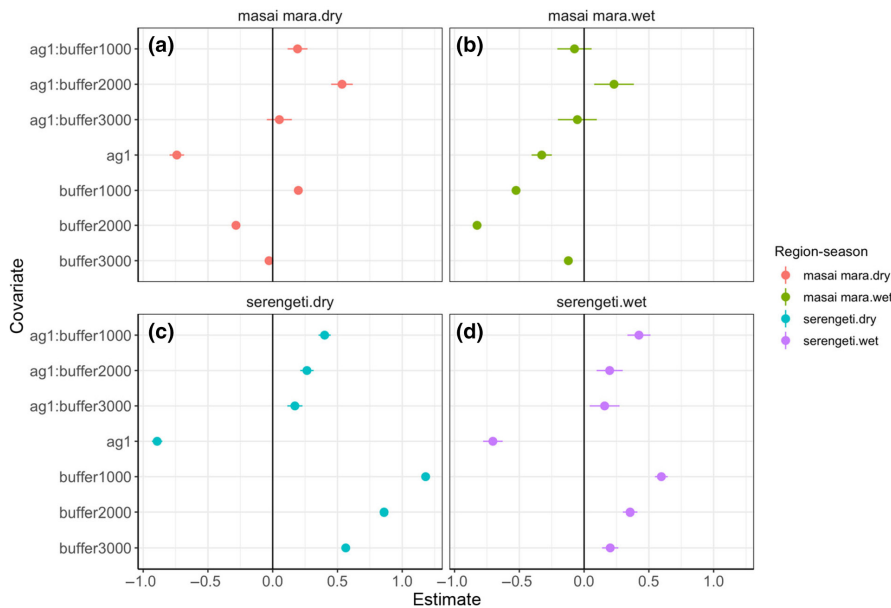 masai mara.dry
masai mara.wet
(a)
(b)
ag1:buffer1000
ag1:buffer2000
ag1:buffer3000
ag1
buffer1000
buffer2000
buffer3000
Covariate
serengeti.dry
serengeti.wet
(c)
(d)
ag1:buffer1000
ag1:buffer2000
ag1:buffer3000
ag1
buffer1000
buffer2000
buffer3000
−1.0 −0.5 0.0 0.5 1.0 −1.0 −0.5 0.0 0.5 1.0
Estimate
Region-season
masai mara.dry
masai mara.wet
serengeti.dry
serengeti.wet